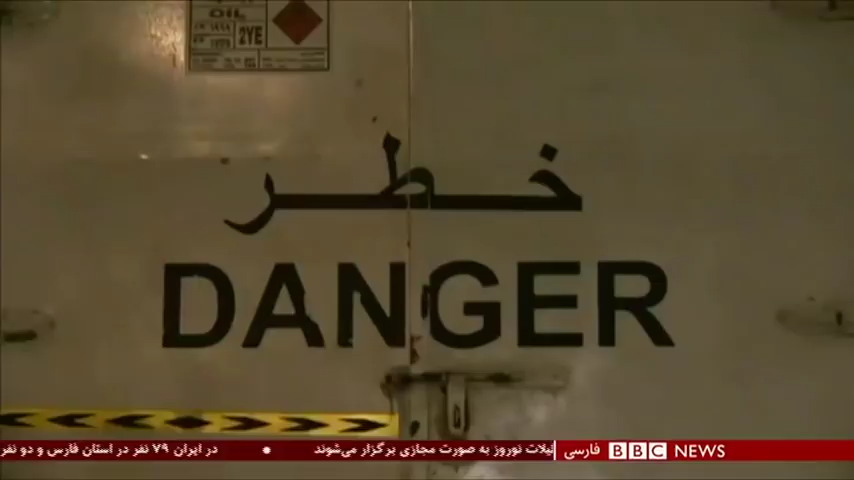 OIL
2YE
خطر
DANGER
در ایران ۷۹ نفر در استان فارس و دو نفر • یلات نوروز به صورت مجازی برگزار می‌شوند
فارسی BBC NEWS